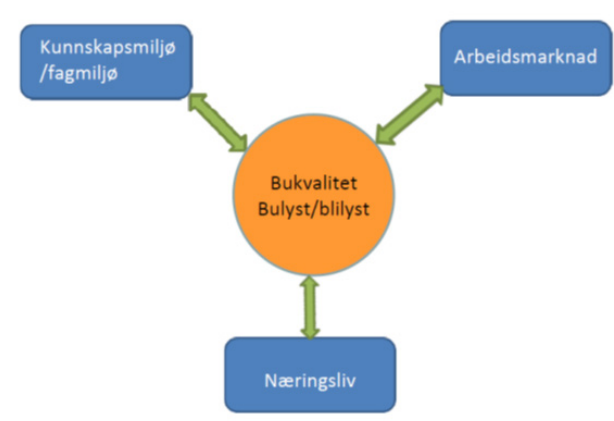 Kunnskapsmiljø
/fagmiljø
Arbeidsmarknad
Bukvalitet
Bulyst/blilyst
Næringsliv